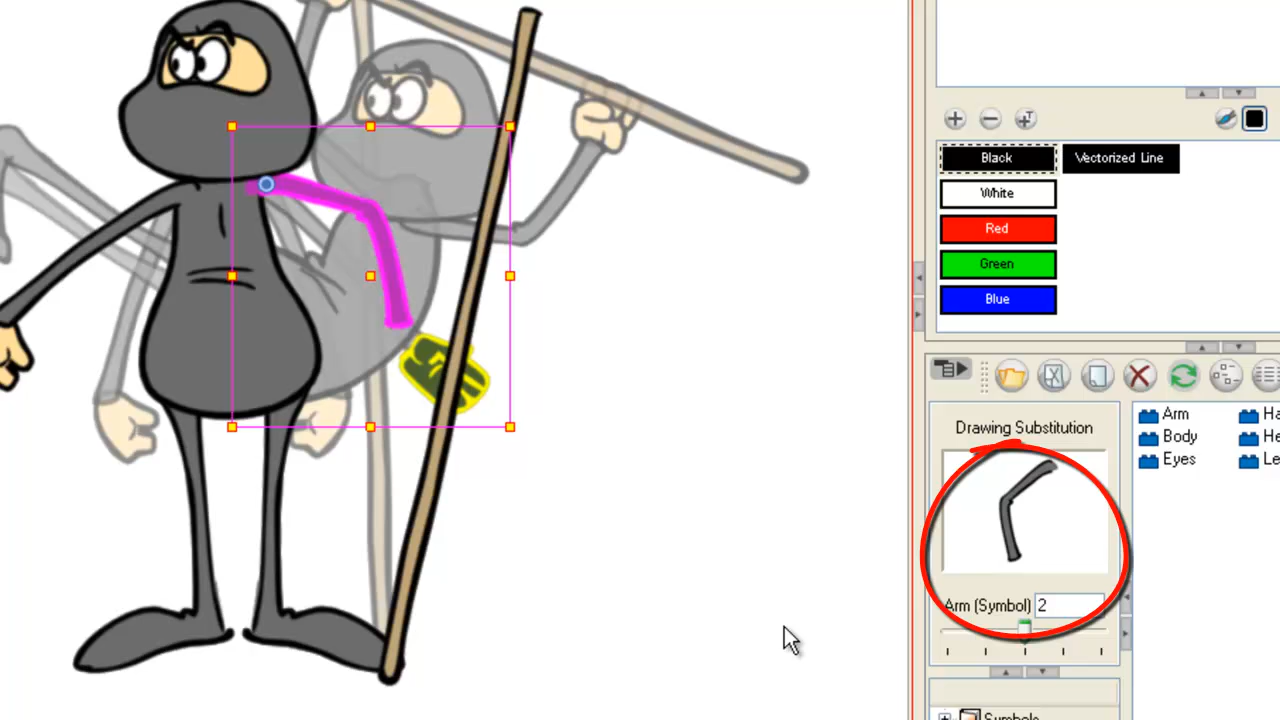 Black
Vectorized Line
White
Red
Green
Blue
Drawing Substitution
Arm
Body
Eyes
Arm (Symbol) 2
Symbols